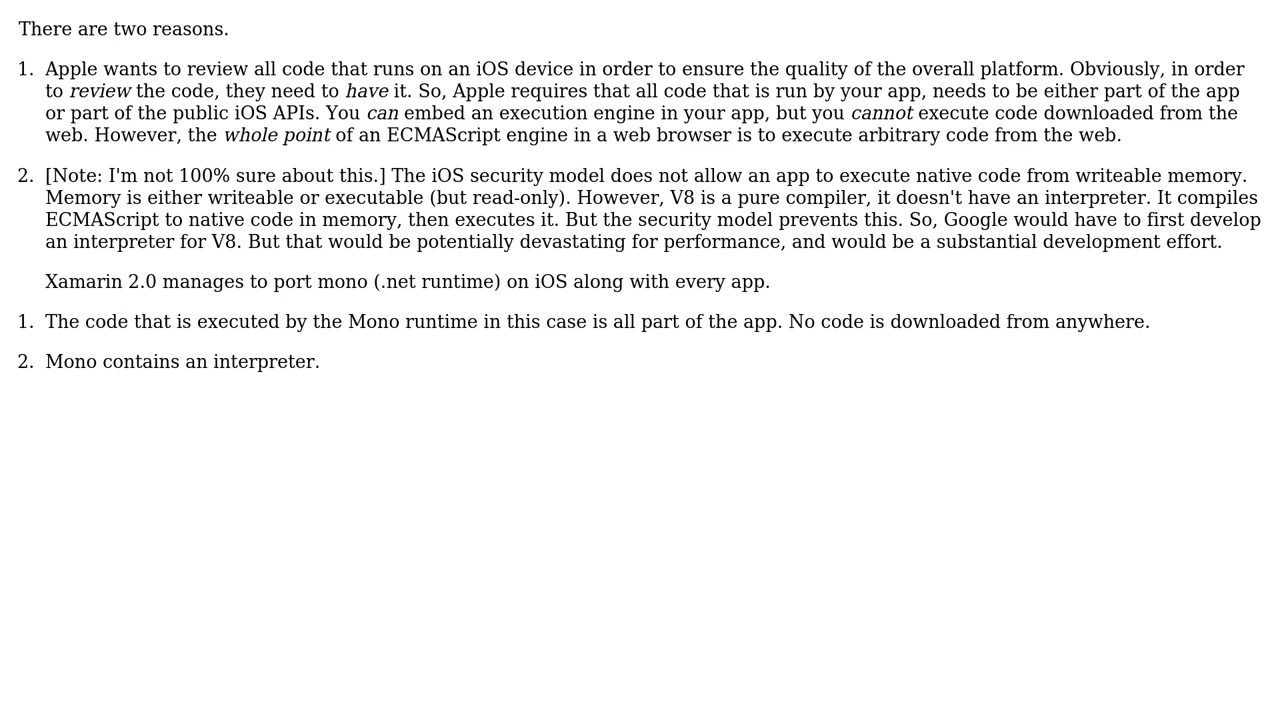 There are two reasons.
1. Apple wants to review all code that runs on an iOS device in order to ensure the quality of the overall platform. Obviously, in order
to review the code, they need to have it. So, Apple requires that all code that is run by your app, needs to be either part of the app
or part of the public iOS APIs. You can embed an execution engine in your app, but you cannot execute code downloaded from the
web. However, the whole point of an ECMAScript engine in a web browser is to execute arbitrary code from the web.
2. [Note: I'm not 100% sure about this.] The iOS security model does not allow an app to execute native code from writeable memory.
Memory is either writeable or executable (but read-only). However, V8 is a pure compiler, it doesn't have an interpreter. It compiles
ECMAScript to native code in memory, then executes it. But the security model prevents this. So, Google would have to first develop
an interpreter for V8. But that would be potentially devastating for performance, and would be a substantial development effort.
Xamarin 2.0 manages to port mono (.net runtime) on iOS along with every app.
1. The code that is executed by the Mono runtime in this case is all part of the app. No code is downloaded from anywhere.
2. Mono contains an interpreter.